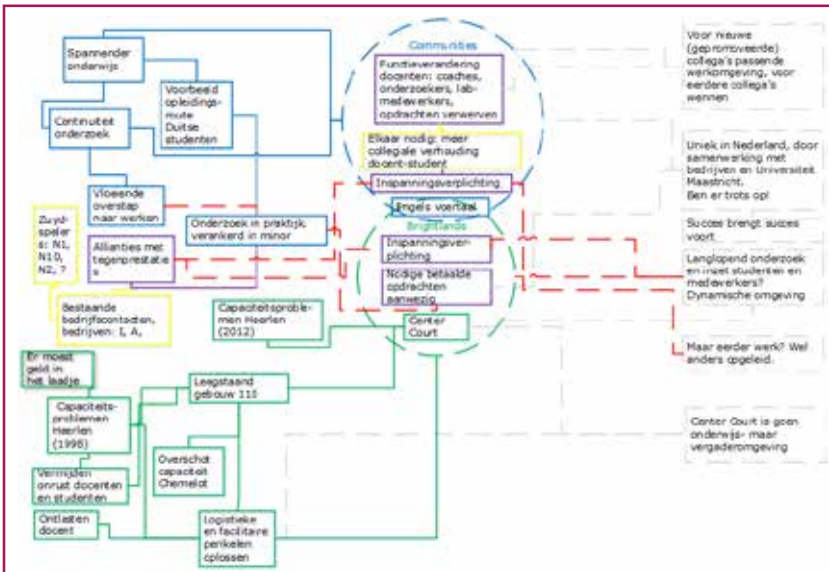 Spannender
onderwijs
Voorbeeld
opleidings-
route
Duitse
studenten
Continuïteit
onderzoek
Vloeiende
overstap
naar werken
Zuyd-
speler
s: N1,
N10,
N2, ?
Allianties met
tegenprestatie
s
Onderzoek in praktijk,
verankerd in minor
Bestaande
bedrijfscontacten,
bedrijven: I, A,
Communities
Functieverandering
docenten: coaches,
onderzoekers, lab-
medewerkers,
opdrachten verwerven
Elkaar nodig: meer
collegiale verhouding
docent-student
Inspanningsverplichting
Engels voertaal
Brightlands
Inspanningsver-
plichting
Nodige betaalde
opdrachten
aanwezig
Center
Court
Capaciteitsproble-
men Heerlen
(2012)
Er moest
geld in
het laadje
Capaciteits-
problemen
Heerlen
(1998)
Leegstaand
gebouw 110
Overschot
capaciteit
Chemelot
Vermijden
onrust docenten
en studenten
Ontlasten
docent
Logistieke
en facilitaire
perikelen
oplossen
Voor nieuwe
(gepromoveerde)
collega's passende
werkomgeving, voor
eerdere collega's
wennen
Uniek in Nederland, door
samenwerking met
bedrijven en Universiteit
Maastricht.
Ben er trots op!
Succes brengt succes
voort
Langlopend onderzoek
en inzet studenten en
medewerkers?
Dynamische omgeving
Maar eerder werk? Wel
anders opgeleid.
Center Court is geen
onderwijs- maar
vergaderomgeving